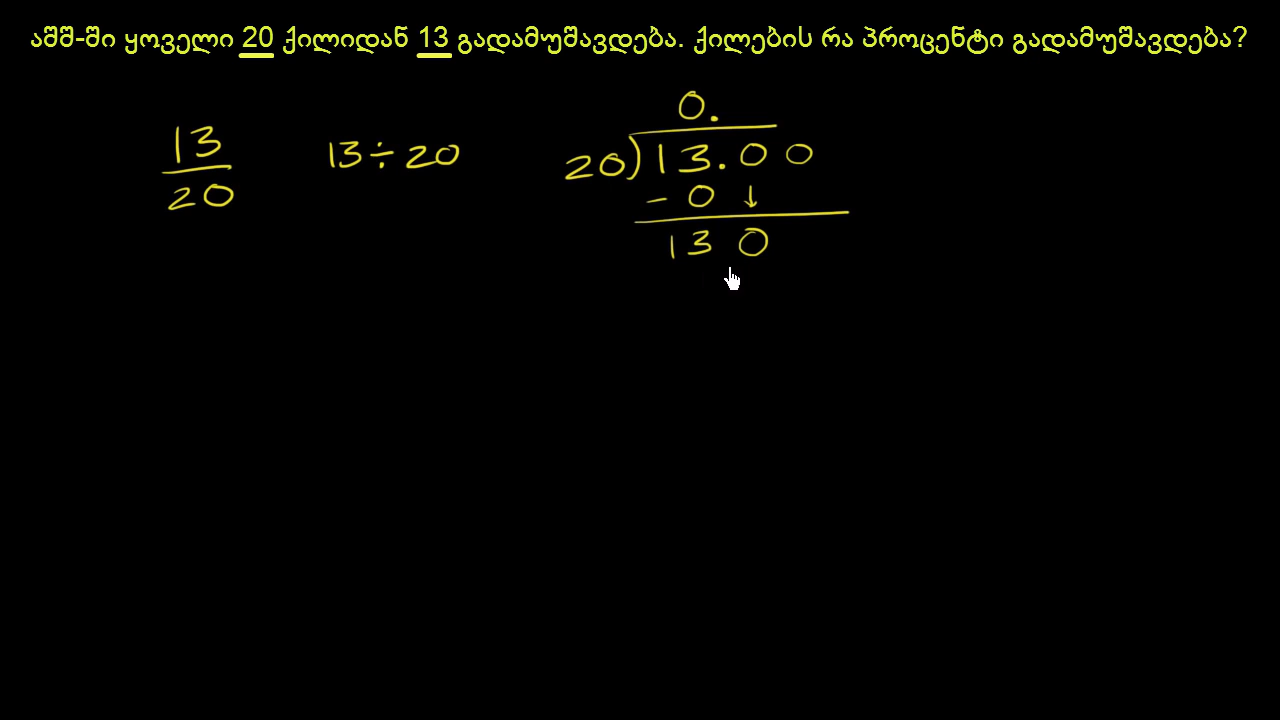 აშშ-ში ყოველი 20 ქილიდან 13 გადამუშავდება. ქილების რა პროცენტი გადამუშავდება?
13
20
13 ÷ 20
0.
20)13.00
- 0 ↓
130